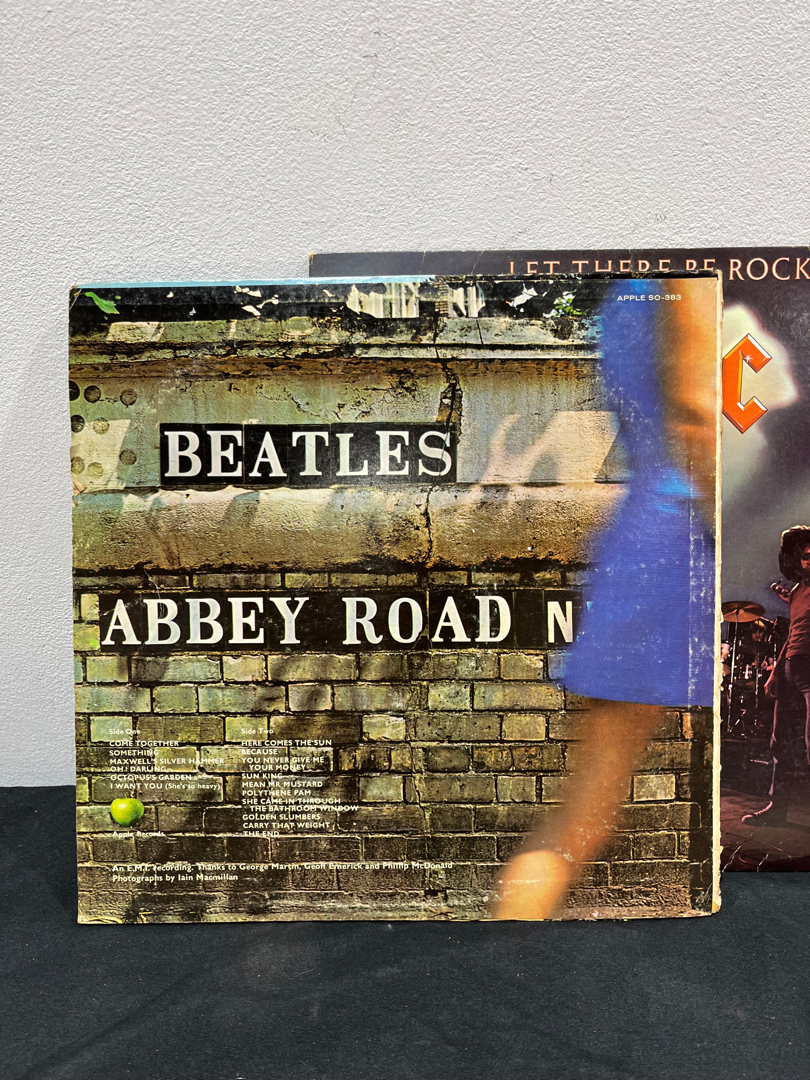 LET THERE BE ROCK
APPLE SO-383
C
BEATLES
ABBEY ROAD N
Side One
COME TOGETHER
SOMETHING
MAXWELL'S SILVER HAMMER
OH! DARLING
OCTOPUS'S GARDEN
I WANT YOU (She's so heavy)
Side Two
HERE COMES THE SUN
BECAUSE
YOU NEVER GIVE ME
YOUR MONEY
SUN KING
MEAN MR MUSTARD
POLYTHENE PAM
SHE CAME IN THROUGH
THE BATHROOM WINDOW
GOLDEN SLUMBERS
CARRY THAT WEIGHT
THE END
Apple Records
An E.M.I. recording. Thanks to George Martin, Geoff Emerick and Phillip McDonald
Photographs by Iain Macmillan